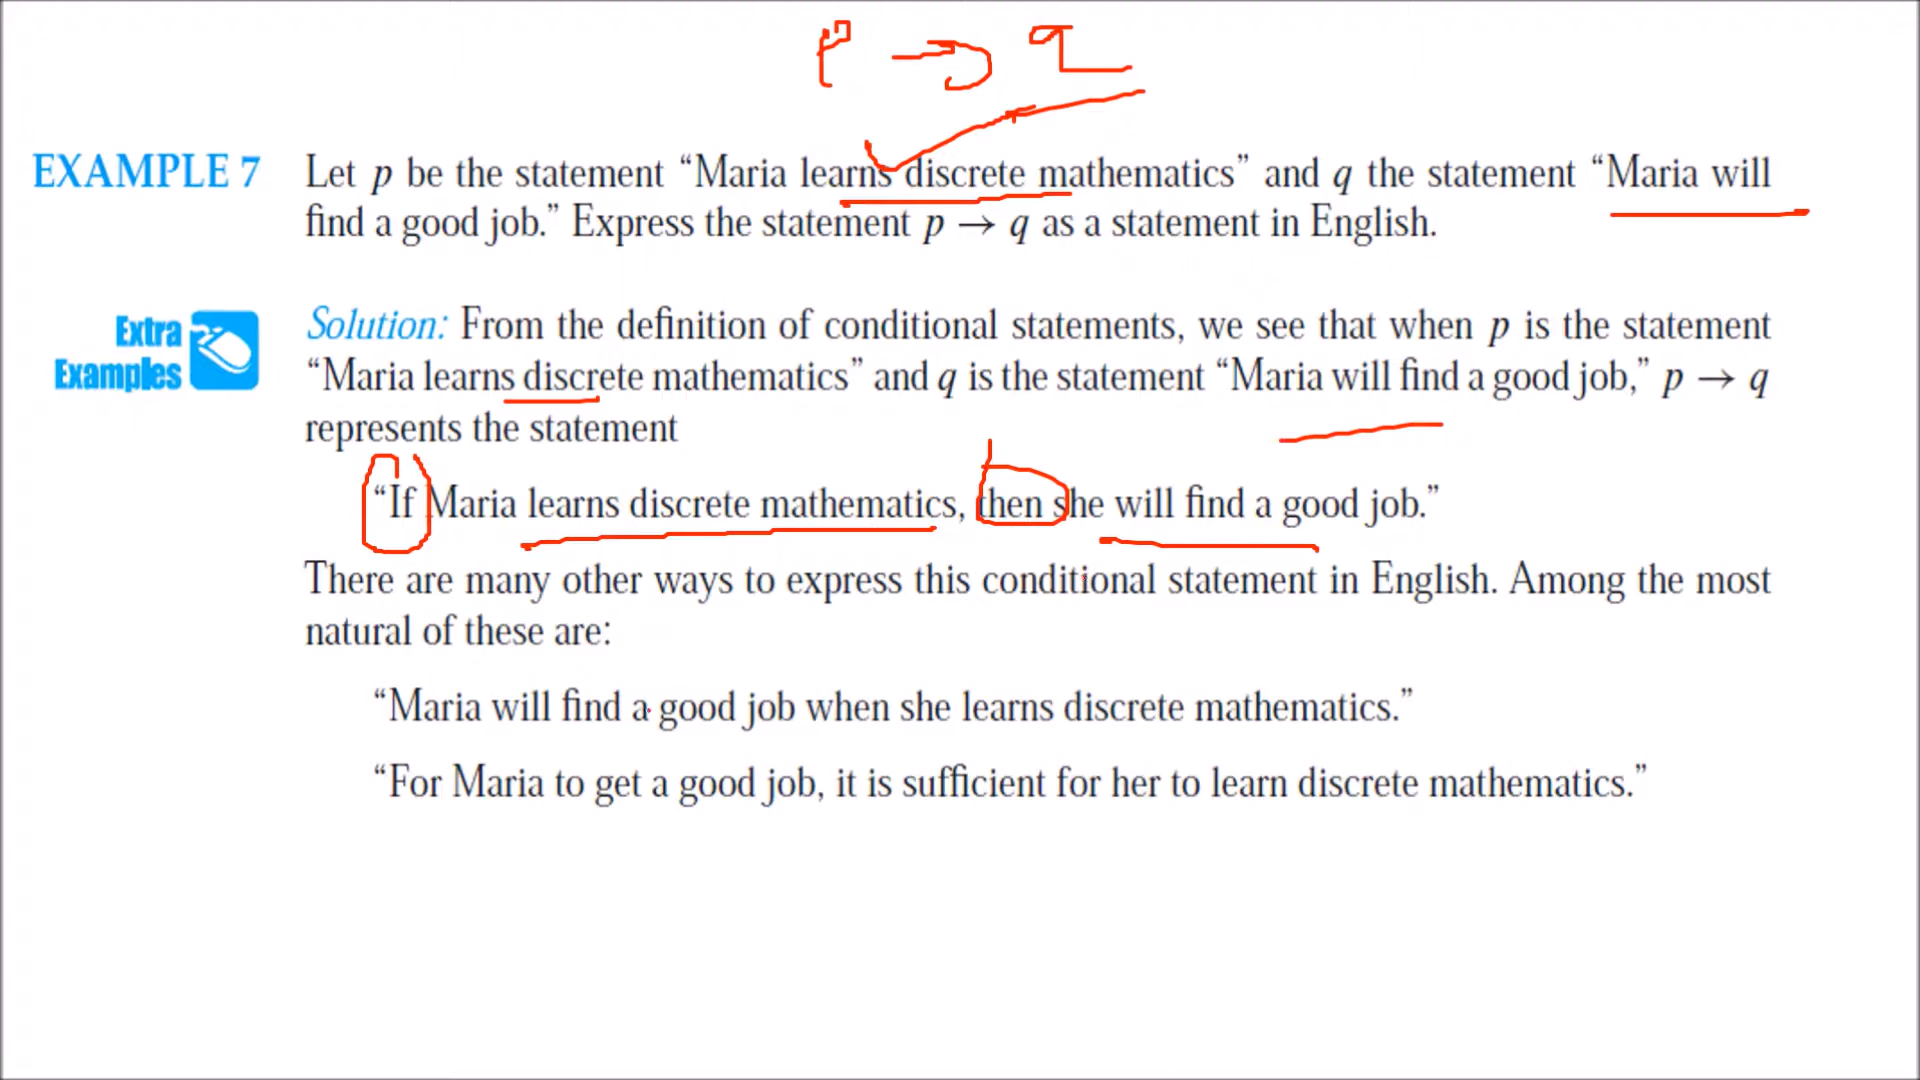 p → q
EXAMPLE 7 Let p be the statement “Maria learns discrete mathematics” and q the statement “Maria will
find a good job.” Express the statement p → q as a statement in English.
Extra
Examples
Solution: From the definition of conditional statements, we see that when p is the statement
“Maria learns discrete mathematics” and q is the statement “Maria will find a good job,” p → q
represents the statement
“If Maria learns discrete mathematics, then she will find a good job.”
There are many other ways to express this conditional statement in English. Among the most
natural of these are:
“Maria will find a good job when she learns discrete mathematics.”
“For Maria to get a good job, it is sufficient for her to learn discrete mathematics.”